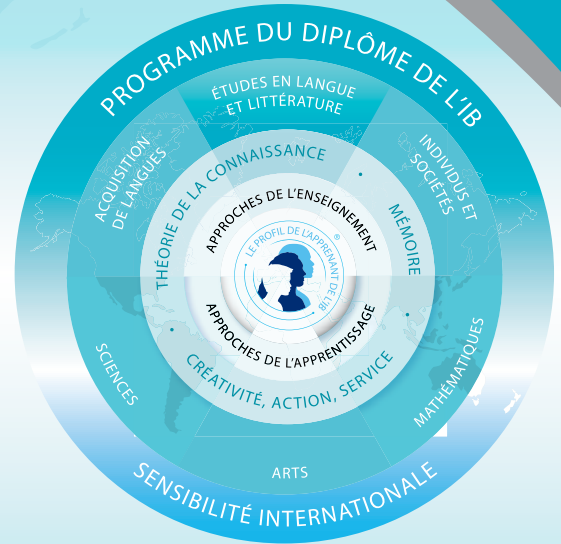 PROGRAMME DU DIPLÔME DE L'IB
ÉTUDES EN LANGUE
ET LITTÉRATURE
ACQUISITION
DE LANGUES
INDIVIDUS ET
SOCIÉTÉS
THÉORIE DE LA CONNAISSANCE
•
MÉMOIRE
•
APPROCHES DE L'ENSEIGNEMENT
LE PROFIL DE L'APPRENANT DE L'IB
®
APPROCHES DE L'APPRENTISSAGE
•
CRÉATIVITÉ, ACTION, SERVICE
SCIENCES
MATHÉMATIQUES
ARTS
SENSIBILITÉ INTERNATIONALE